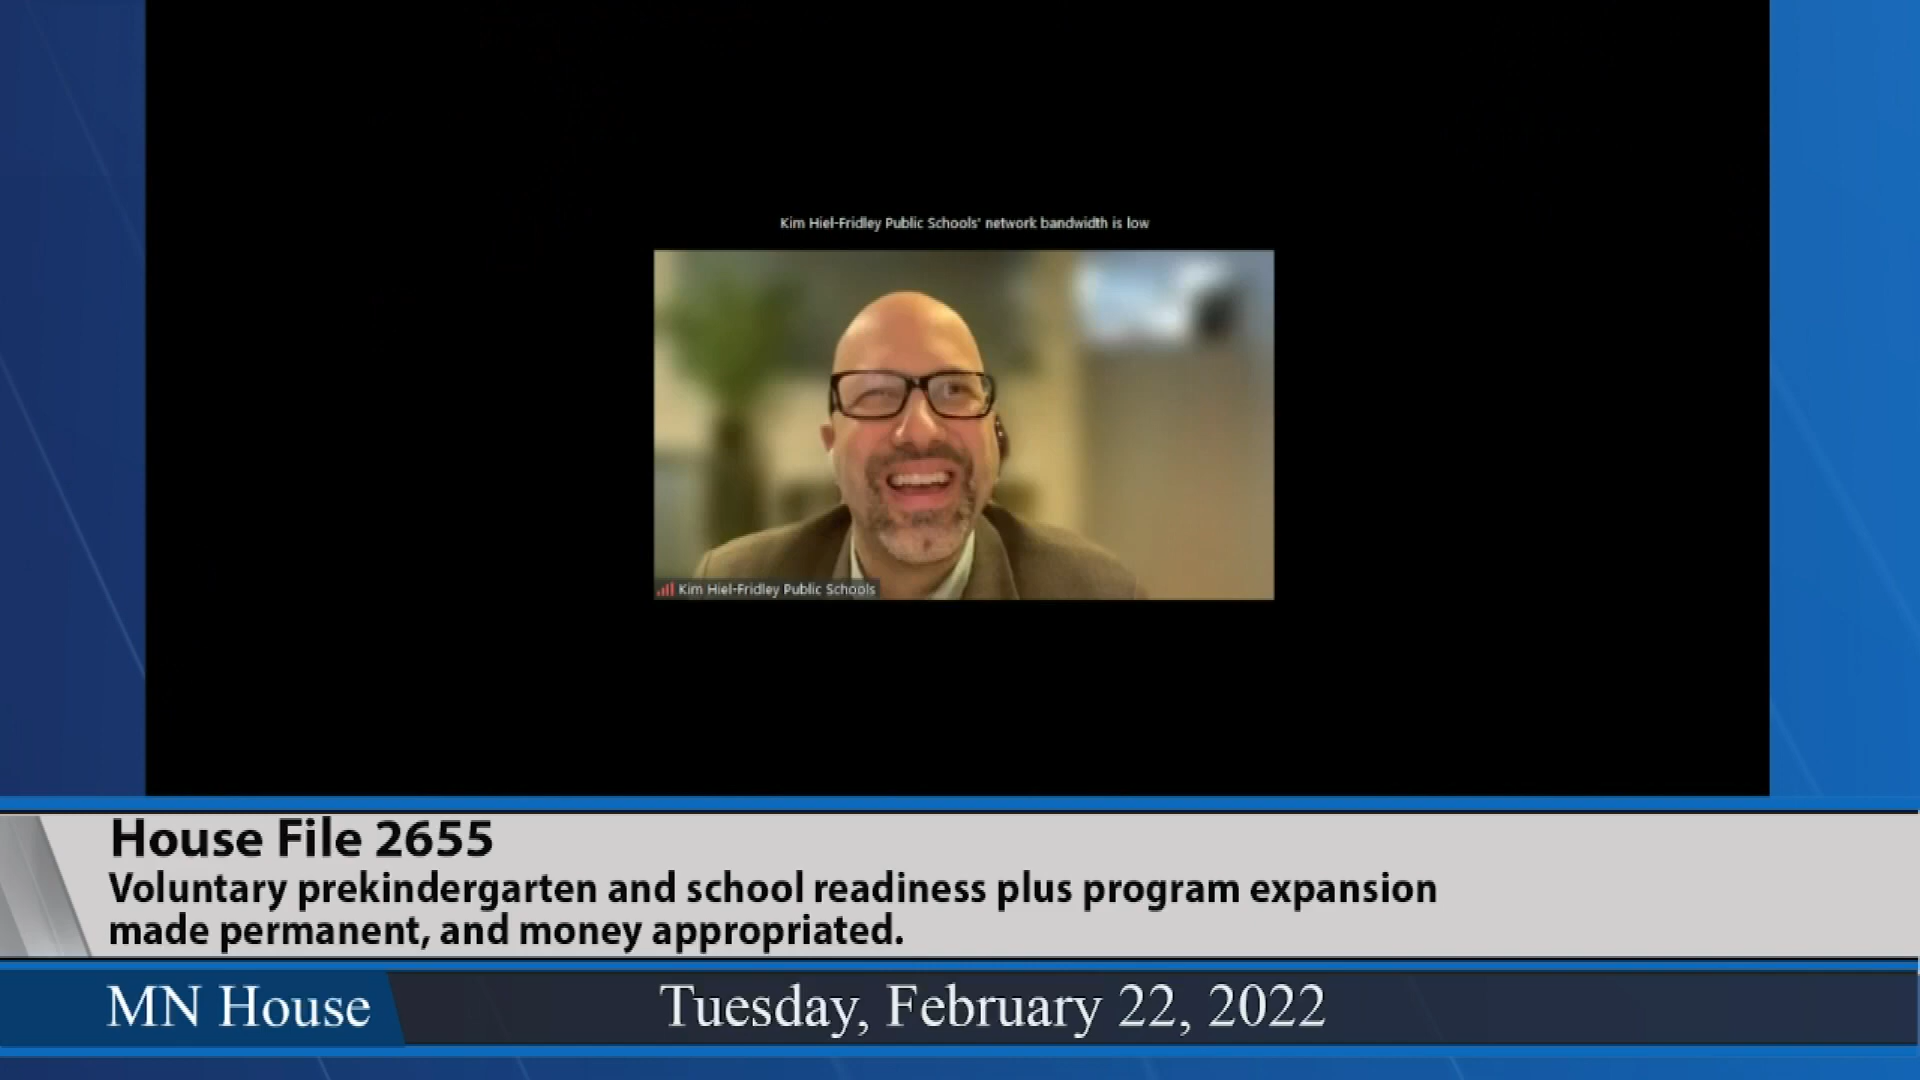 Kim Hiel-Fridley Public Schools' network bandwidth is low
Kim Hiel-Fridley Public Schools
House File 2655
Voluntary prekindergarten and school readiness plus program expansion
made permanent, and money appropriated.
MN House
Tuesday, February 22, 2022